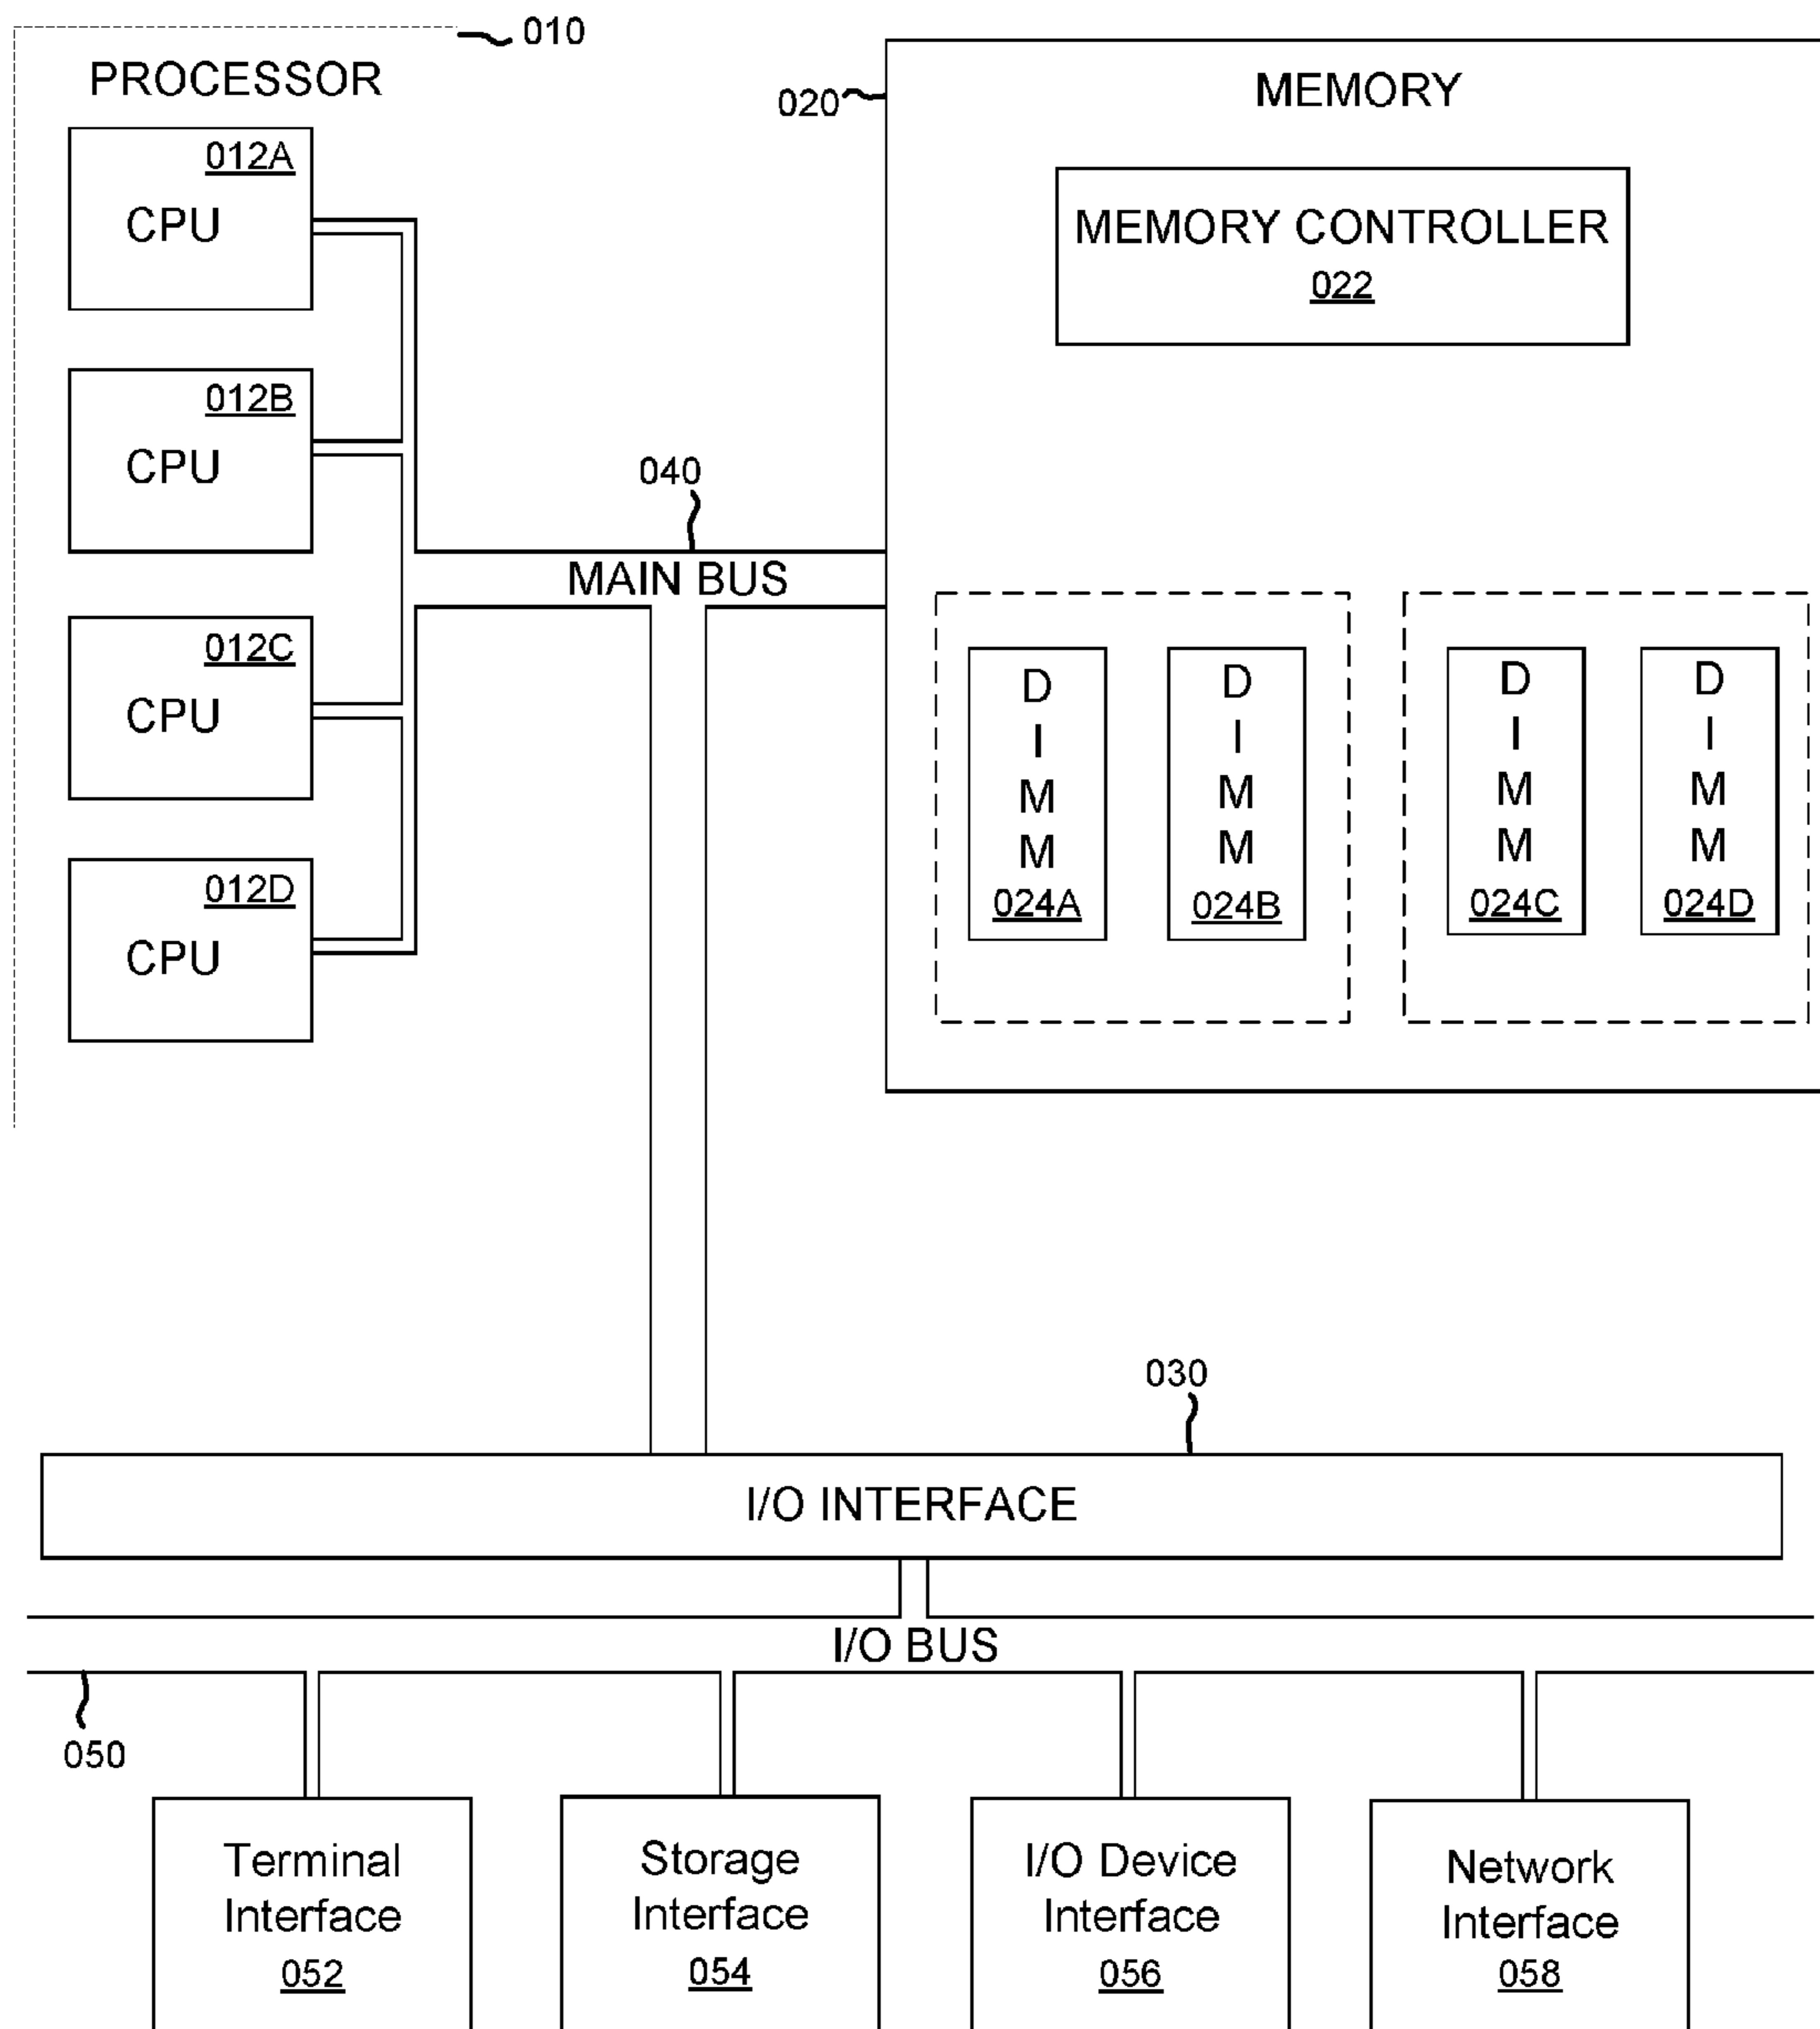 010
PROCESSOR
012A
CPU
012B
CPU
012C
CPU
012D
CPU
040
MAIN BUS
020
MEMORY
MEMORY CONTROLLER
022
D
I
M
M
024A
D
I
M
M
024B
D
I
M
M
024C
D
I
M
M
024D
030
I/O INTERFACE
I/O BUS
050
Terminal
Interface
052
Storage
Interface
054
I/O Device
Interface
056
Network
Interface
058